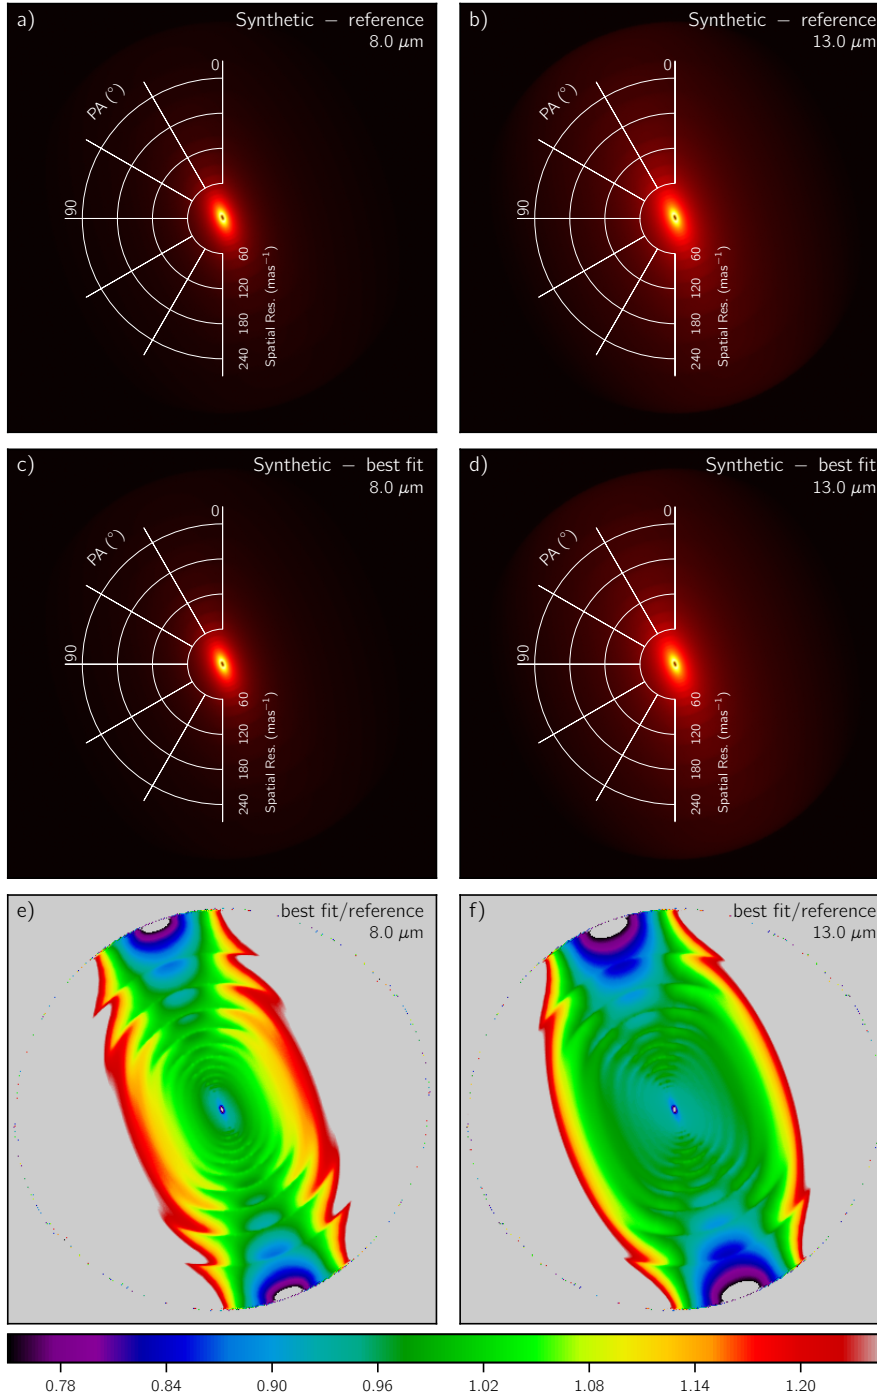 a)
Synthetic − reference
8.0 μm
0
PA (°)
90
60
120
180
240
Spatial Res. (mas⁻¹)
b)
Synthetic − reference
13.0 μm
0
PA (°)
90
60
120
180
240
Spatial Res. (mas⁻¹)
c)
Synthetic − best fit
8.0 μm
0
PA (°)
90
60
120
180
240
Spatial Res. (mas⁻¹)
d)
Synthetic − best fit
13.0 μm
0
PA (°)
90
60
120
180
240
Spatial Res. (mas⁻¹)
e)
best fit/reference
8.0 μm
f)
best fit/reference
13.0 μm
0.78 0.84 0.90 0.96 1.02 1.08 1.14 1.20